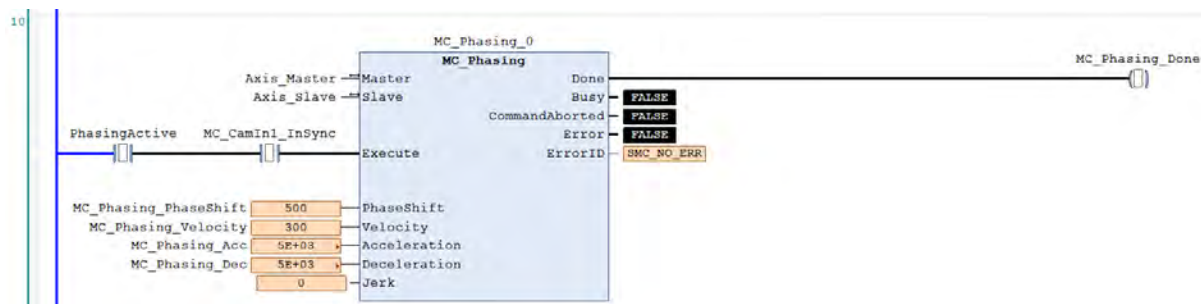 10
MC_Phasing_0
MC_Phasing
MC_Phasing_Done
Axis_Master Master Done
Axis_Slave Slave Busy FALSE
CommandAborted FALSE
PhasingActive MC_CamIn1_InSync Error FALSE
Execute ErrorID SMC_NO_ERR
MC_Phasing_PhaseShift 500 PhaseShift
MC_Phasing_Velocity 300 Velocity
MC_Phasing_Acc 5E+03 Acceleration
MC_Phasing_Dec 5E+03 Deceleration
0 Jerk